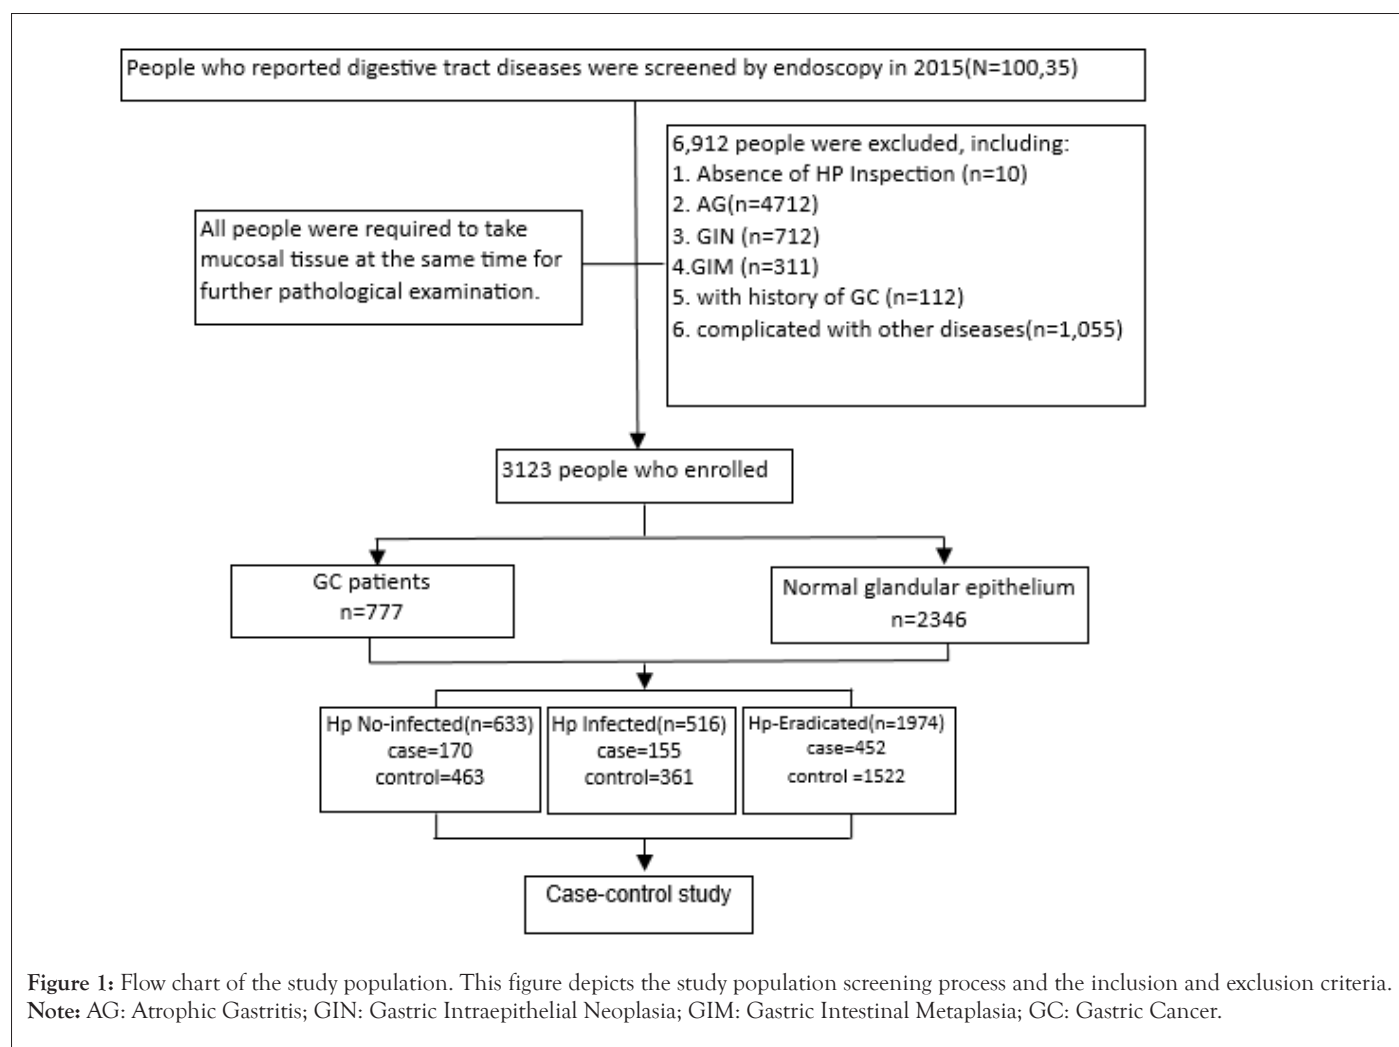 People who reported digestive tract diseases were screened by endoscopy in 2015(N=100,35)
6,912 people were excluded, including:
1. Absence of HP Inspection (n=10)
2. AG(n=4712)
3. GIN (n=712)
4.GIM (n=311)
5. with history of GC (n=112)
6. complicated with other diseases(n=1,055)
All people were required to take
mucosal tissue at the same time for
further pathological examination.
3123 people who enrolled
GC patients
n=777
Normal glandular epithelium
n=2346
Hp No-infected(n=633)
case=170
control=463
Hp Infected(n=516)
case=155
control=361
Hp-Eradicated(n=1974)
case=452
control =1522
Case-control study
Figure 1: Flow chart of the study population. This figure depicts the study population screening process and the inclusion and exclusion criteria.
Note: AG: Atrophic Gastritis; GIN: Gastric Intraepithelial Neoplasia; GIM: Gastric Intestinal Metaplasia; GC: Gastric Cancer.